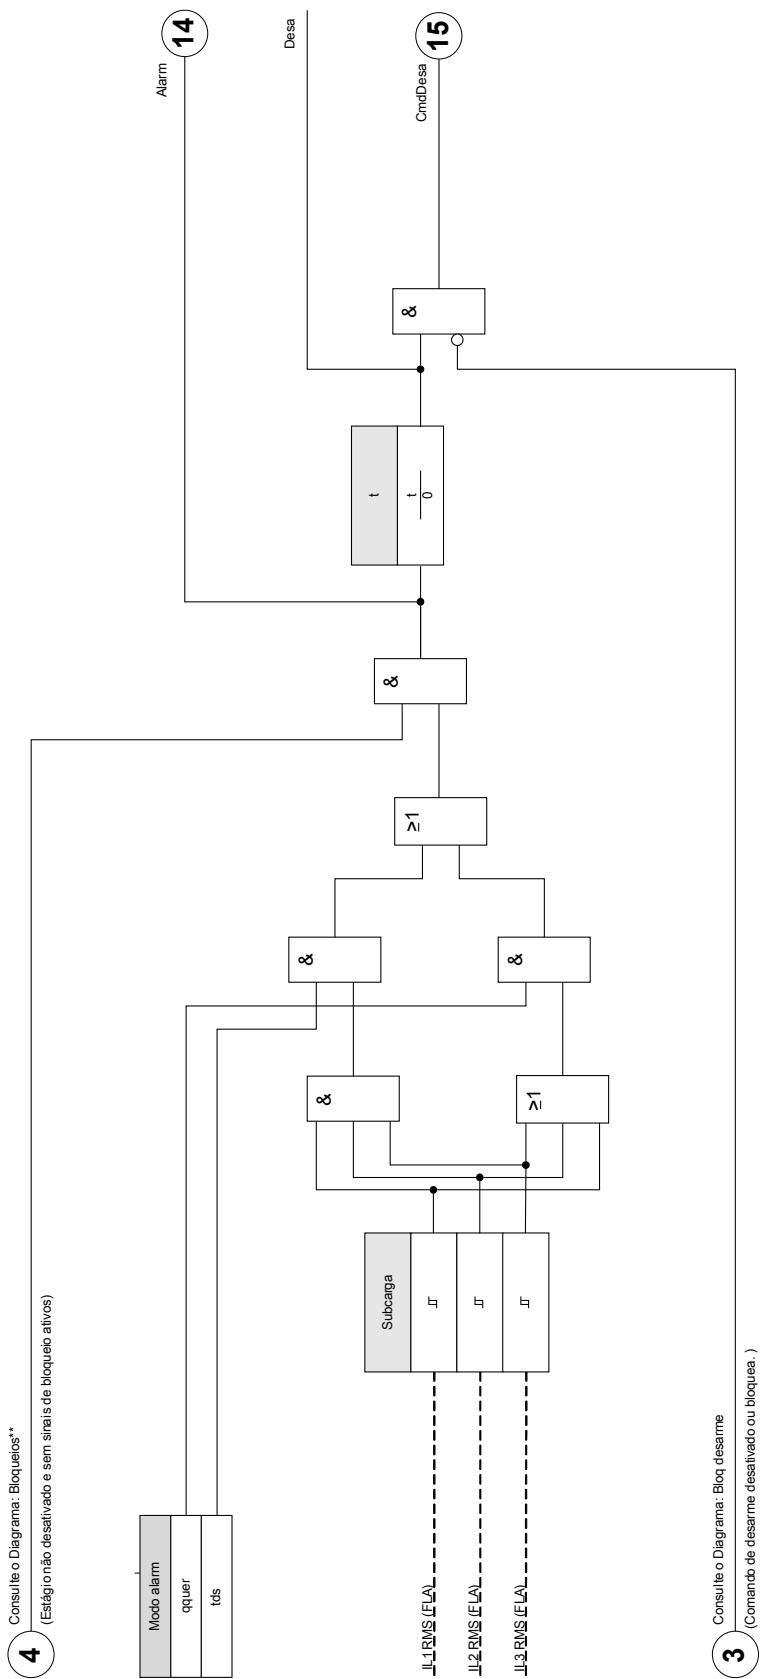 4
Consulte o Diagrama: Bloqueios**
(Estágio não desativado e sem sinais de bloqueio ativos)
14
Alarm
Desa
15
CmdDesa
Modo alarm
qquer
tds
IL1 RMS (FLA)
IL2 RMS (FLA)
IL3 RMS (FLA)
Subcarga
&
≥1
&
&
≥1
&
t
t
0
&
3
Consulte o Diagrama: Bloq desarme
(Comando de desarme desativado ou bloquea. )